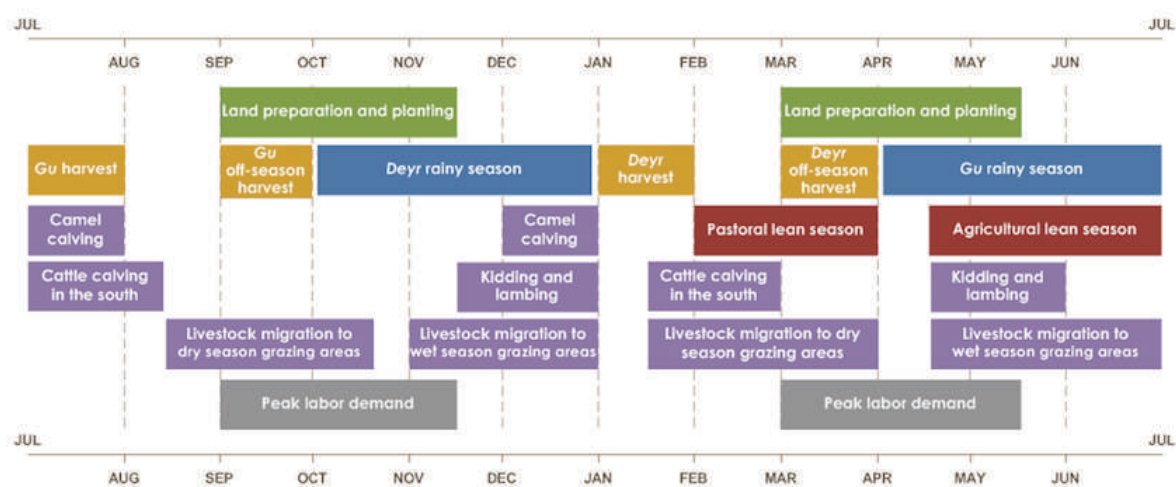 JUL JUL
AUG SEP OCT NOV DEC JAN FEB MAR APR MAY JUN
Land preparation and planting Land preparation and planting
Gu harvest
Gu
off-season
harvest
Deyr rainy season
Deyr
harvest
Deyr
off-season
harvest
Gu rainy season
Camel
calving
Camel
calving
Pastoral lean season
Agricultural lean season
Cattle calving
in the south
Kidding and
lambing
Cattle calving
in the south
Kidding and
lambing
Livestock migration to
dry season grazing areas
Livestock migration to
wet season grazing areas
Livestock migration to dry
season grazing areas
Livestock migration to
wet season grazing areas
Peak labor demand Peak labor demand
JUL JUL
AUG SEP OCT NOV DEC JAN FEB MAR APR MAY JUN